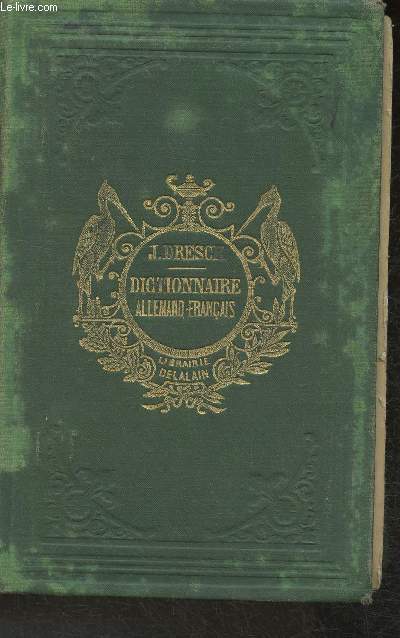 Le-livre.com
J. DRESCH
DICTIONNAIRE
ALLEMAND-FRANÇAIS
LIBRAIRIE
DELALAIN